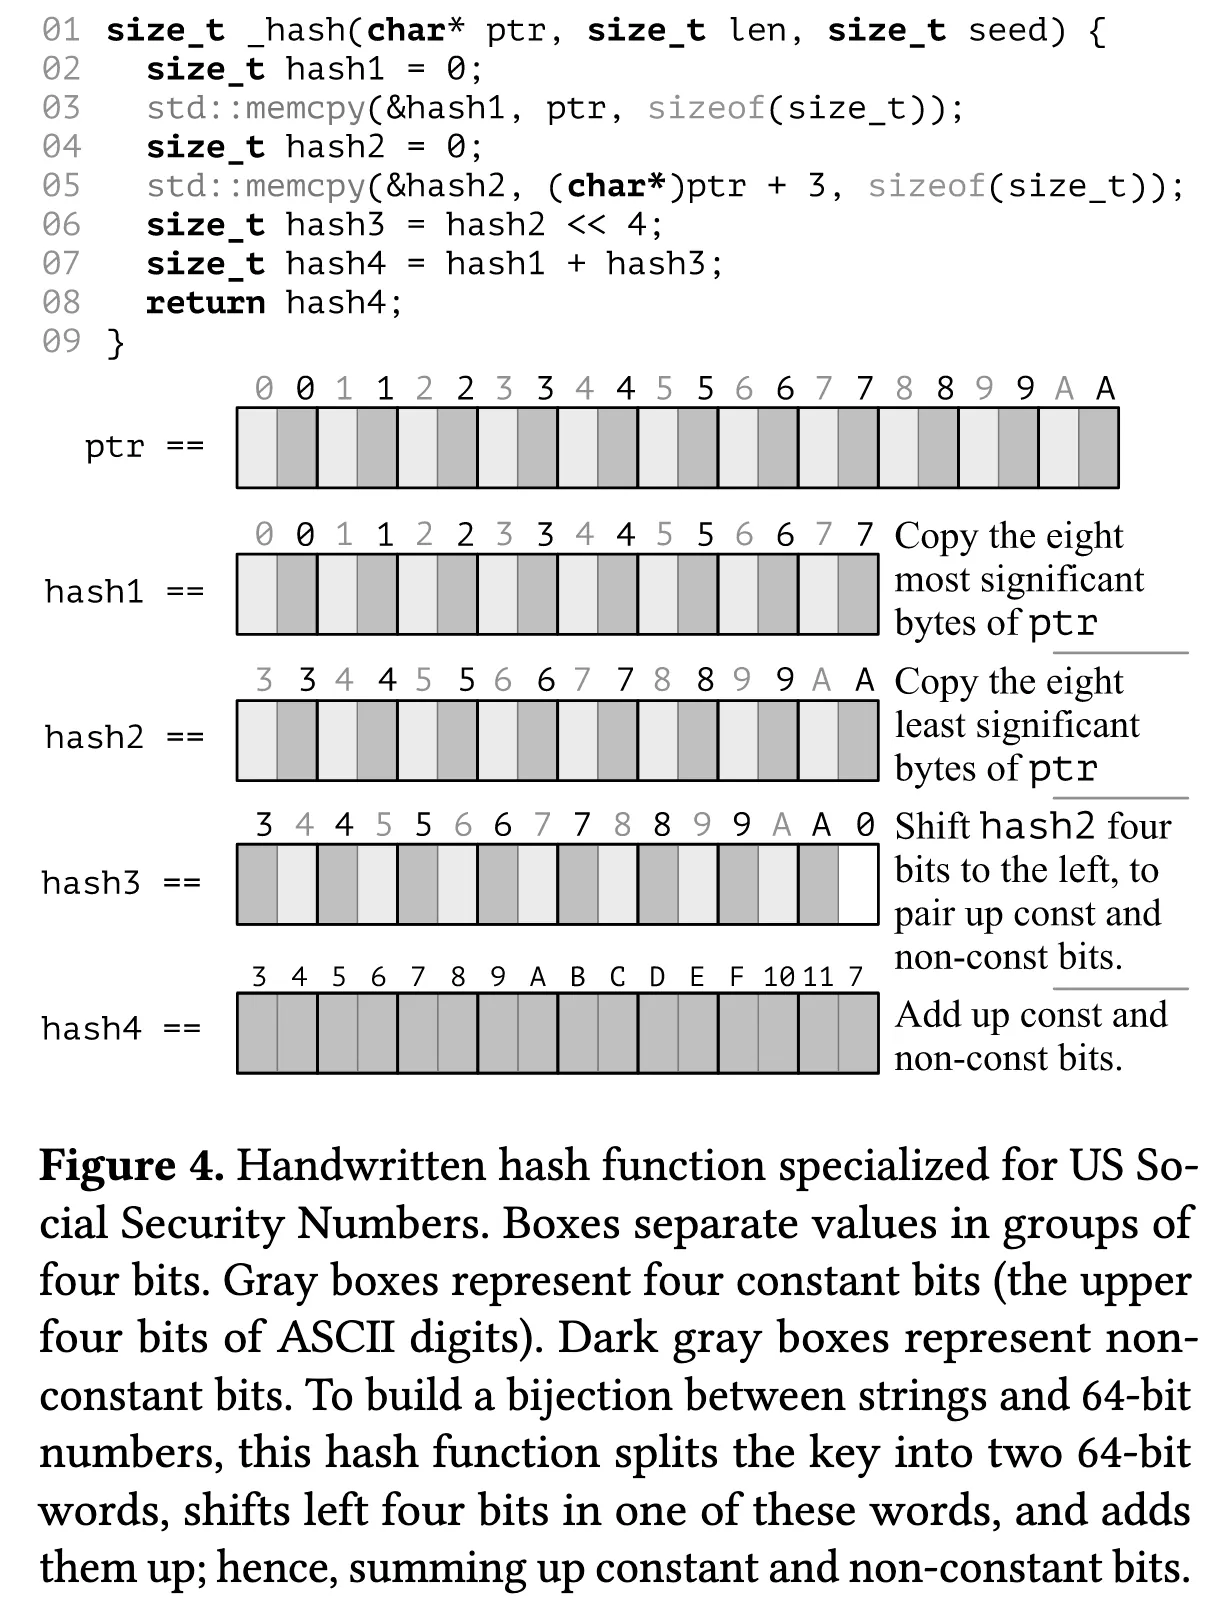 01 size_t _hash(char* ptr, size_t len, size_t seed) {
02 size_t hash1 = 0;
03 std::memcpy(&hash1, ptr, sizeof(size_t));
04 size_t hash2 = 0;
05 std::memcpy(&hash2, (char*)ptr + 3, sizeof(size_t));
06 size_t hash3 = hash2 << 4;
07 size_t hash4 = hash1 + hash3;
08 return hash4;
09 }
0 0 1 1 2 2 3 3 4 4 5 5 6 6 7 7 8 8 9 9 A A
ptr ==
0 0 1 1 2 2 3 3 4 4 5 5 6 6 7 7
hash1 ==
Copy the eight
most significant
bytes of ptr
3 3 4 4 5 5 6 6 7 7 8 8 9 9 A A
hash2 ==
Copy the eight
least significant
bytes of ptr
3 4 4 5 5 6 6 7 7 8 8 9 9 A A 0
hash3 ==
Shift hash2 four
bits to the left, to
pair up const and
non-const bits.
3 4 5 6 7 8 9 A B C D E F 10 11 7
hash4 ==
Add up const and
non-const bits.
Figure 4. Handwritten hash function specialized for US So-
cial Security Numbers. Boxes separate values in groups of
four bits. Gray boxes represent four constant bits (the upper
four bits of ASCII digits). Dark gray boxes represent non-
constant bits. To build a bijection between strings and 64-bit
numbers, this hash function splits the key into two 64-bit
words, shifts left four bits in one of these words, and adds
them up; hence, summing up constant and non-constant bits.